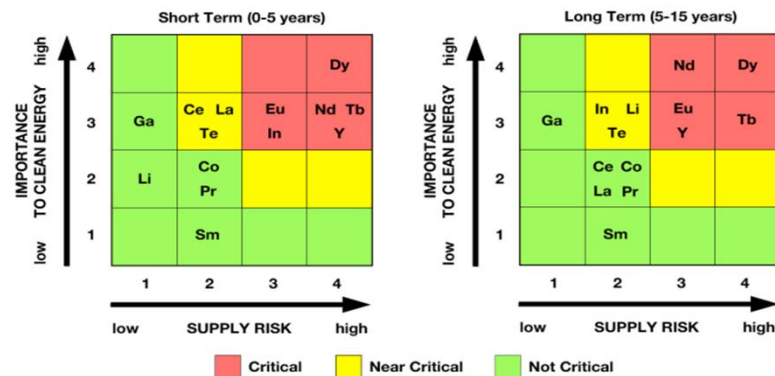 Short Term (0-5 years)
IMPORTANCE
TO CLEAN ENERGY
low
high
4
3
2
1
Dy
Ga
Ce La
Te
Eu
In
Nd Tb
Y
Li
Co
Pr
Sm
1 2 3 4
low SUPPLY RISK high
Long Term (5-15 years)
IMPORTANCE
TO CLEAN ENERGY
low
high
4
3
2
1
Nd
Dy
Ga
In Li
Te
Eu
Y
Tb
Ce Co
La Pr
Sm
1 2 3 4
low SUPPLY RISK high
Critical Near Critical Not Critical